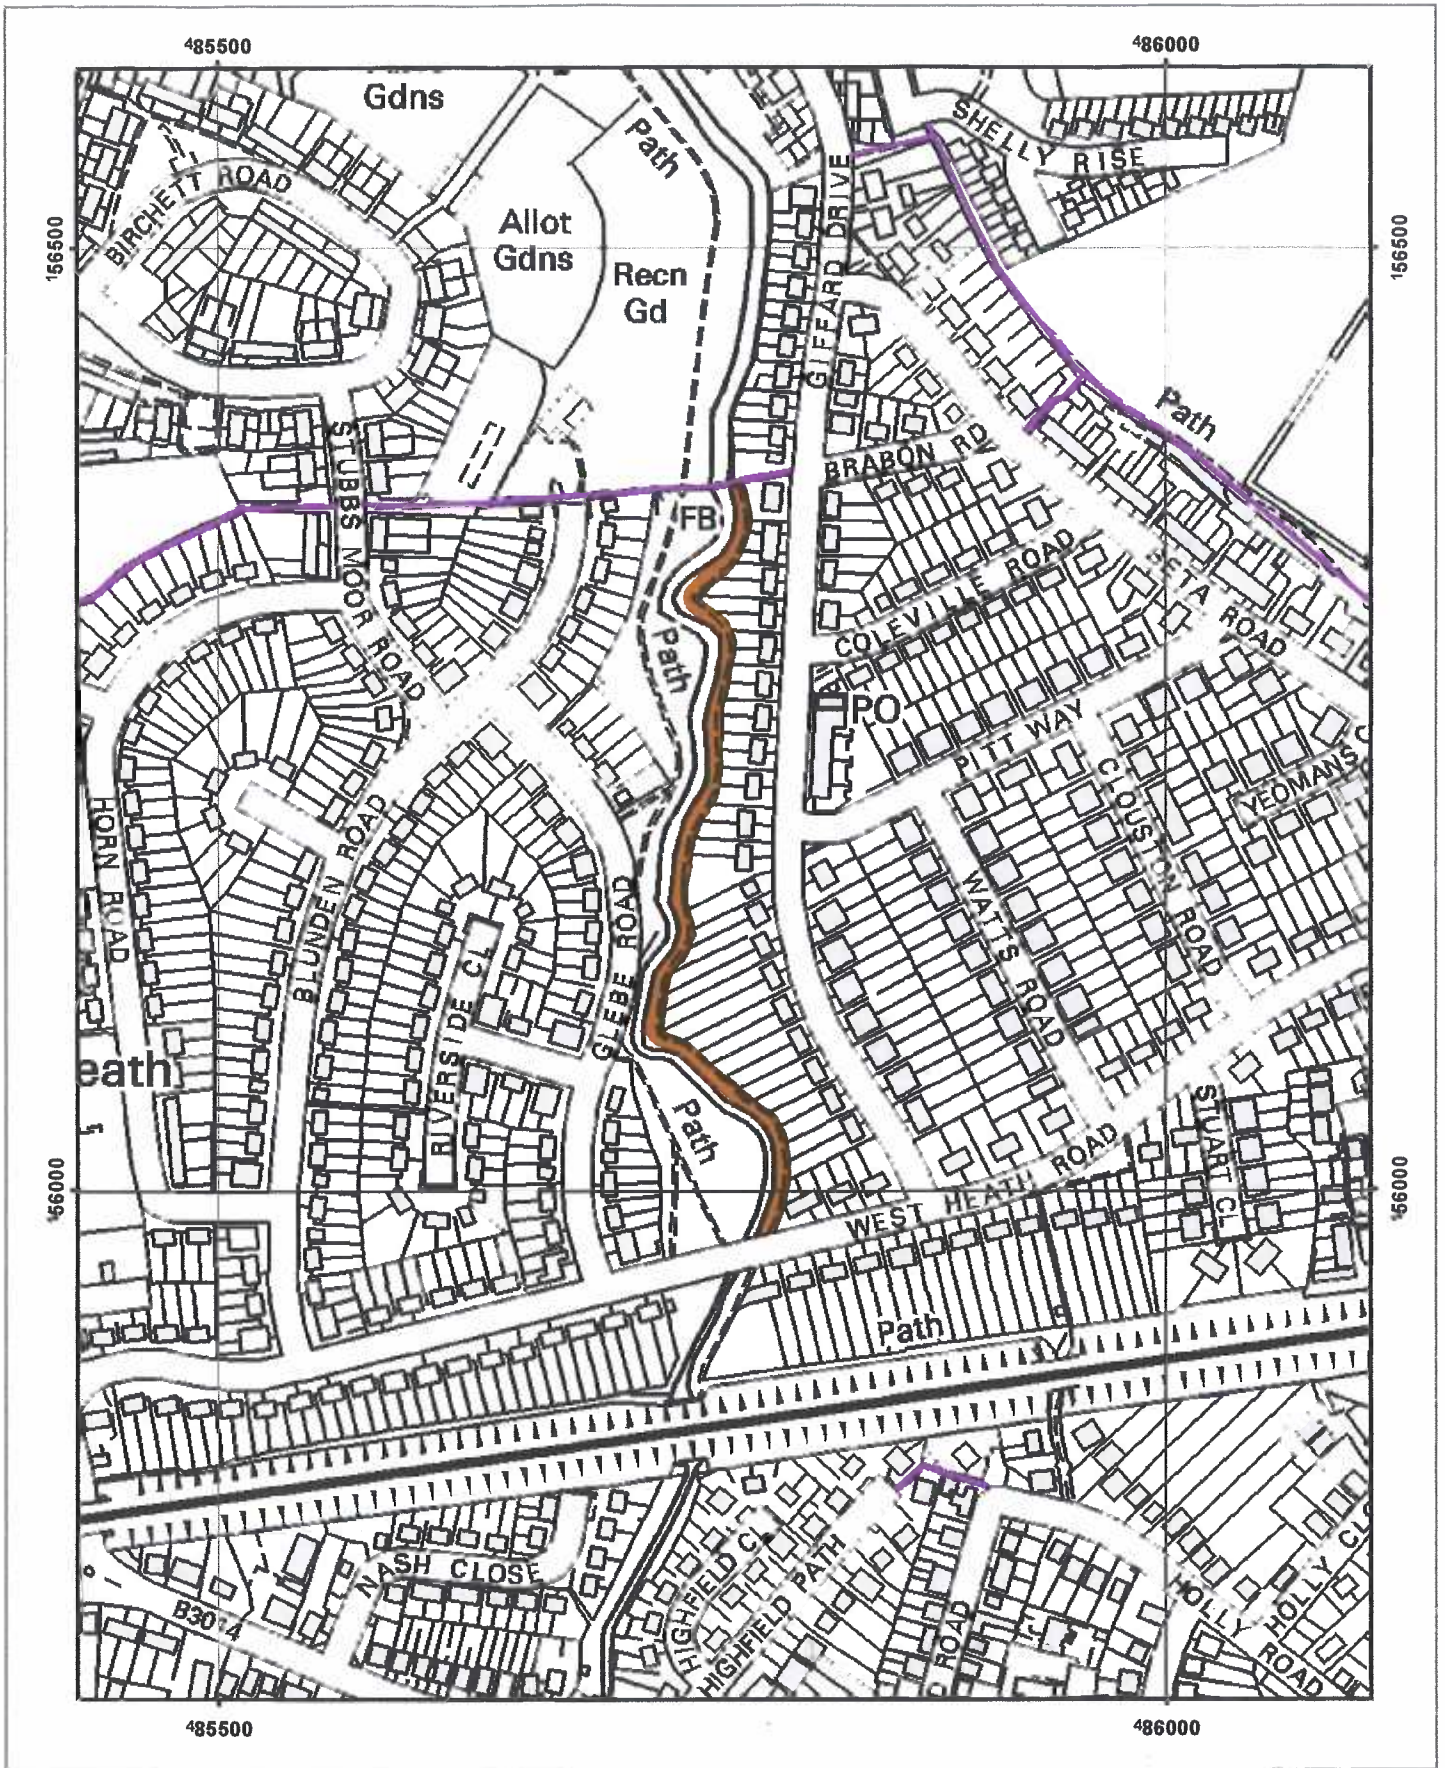 485500
486000
Gdns
Path
SHELLY RISE
BIRCHETT ROAD
Allot
Gdns
GIFFARD DRIVE
156500
156500
Recn
Gd
Path
STUBBS MOOR ROAD
BRABON RD
FB
COLEVILLE ROAD
BETA ROAD
Path
PO
PITT WAY
CLOUSTON ROAD
YEOMANS C
HORN ROAD
BLUNDEN ROAD
WATTS ROAD
GLEBE ROAD
RIVERSIDE CL
eath
Path
STUART CL
156000
156000
WEST HEATH ROAD
Path
NASH CLOSE
HIGHFIELD CL
HIGHFIELD PATH
B3014
ROAD
HOLLY ROAD
HOLLY CLO
485500
486000